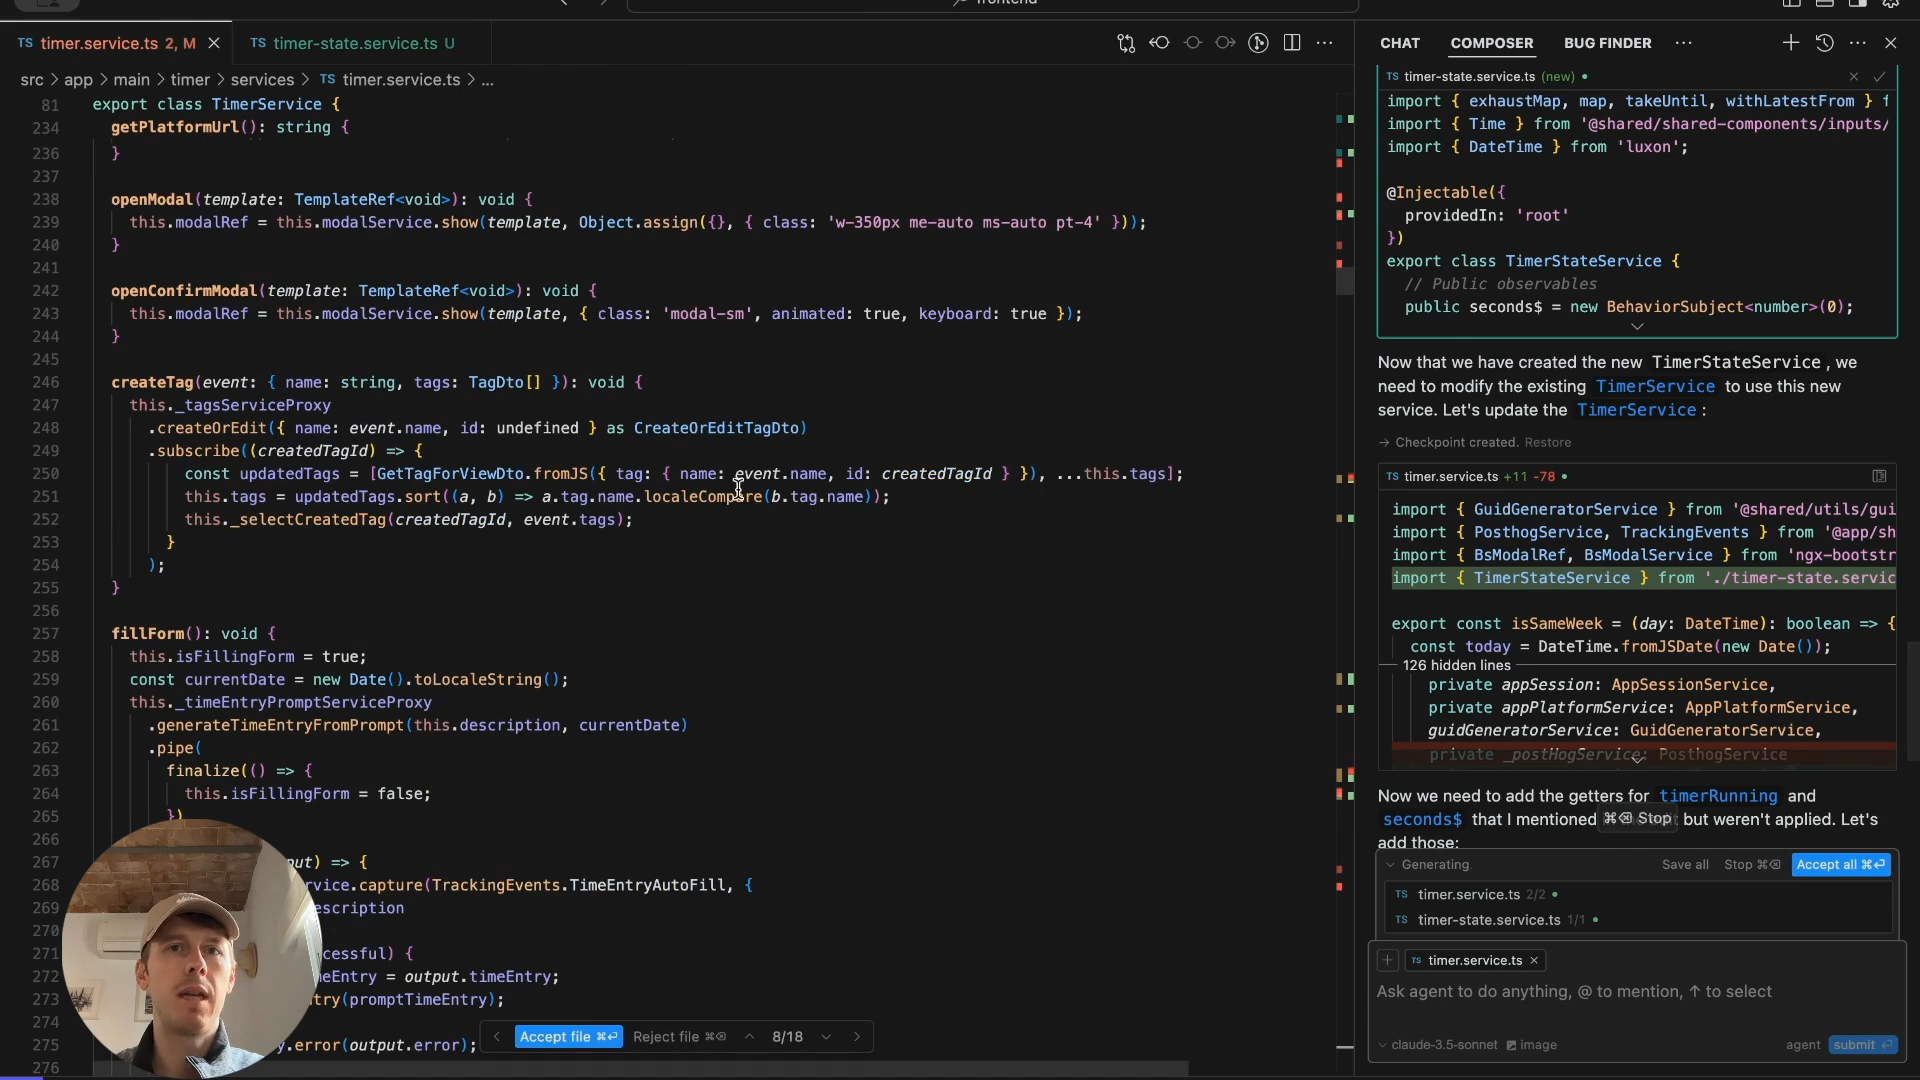 frontend
TS timer.service.ts 2, M
TS timer-state.service.ts U
src > app > main > timer > services > TS timer.service.ts > ...
81 export class TimerService {
234 getPlatformUrl(): string {
236 }
237
238 openModal(template: TemplateRef<void>): void {
239 this.modalRef = this.modalService.show(template, Object.assign({}, { class: 'w-350px me-auto ms-auto pt-4' }));
240 }
241
242 openConfirmModal(template: TemplateRef<void>): void {
243 this.modalRef = this.modalService.show(template, { class: 'modal-sm', animated: true, keyboard: true });
244 }
245
246 createTag(event: { name: string, tags: TagDto[] }): void {
247 this._tagsServiceProxy
248 .createOrEdit({ name: event.name, id: undefined } as CreateOrEditTagDto)
249 .subscribe((createdTagId) => {
250 const updatedTags = [GetTagForViewDto.fromJS({ tag: { name: event.name, id: createdTagId } }), ...this.tags];
251 this.tags = updatedTags.sort((a, b) => a.tag.name.localeCompare(b.tag.name));
252 this._selectCreatedTag(createdTagId, event.tags);
253 }
254 );
255 }
256
257 fillForm(): void {
258 this.isFillingForm = true;
259 const currentDate = new Date().toLocaleString();
260 this._timeEntryPromptServiceProxy
261 .generateTimeEntryFromPrompt(this.description, currentDate)
262 .pipe(
263 finalize(() => {
264 this.isFillingForm = false;
265 })
266
267 put) => {
268 rvice.capture(TrackingEvents.TimeEntryAutoFill, {
269 escription
270
271 cessful) {
272 meEntry = output.timeEntry;
273 try(promptTimeEntry);
274
275 y.error(output.error);
276
Accept file ⌘⏎ Reject file ⌘⌫ 8/18
CHAT COMPOSER BUG FINDER
TS timer-state.service.ts (new)
import { exhaustMap, map, takeUntil, withLatestFrom } f
import { Time } from '@shared/shared-components/inputs/
import { DateTime } from 'luxon';
@Injectable({
providedIn: 'root'
})
export class TimerStateService {
// Public observables
public seconds$ = new BehaviorSubject<number>(0);
Now that we have created the new TimerStateService, we
need to modify the existing TimerService to use this new
service. Let's update the TimerService:
→ Checkpoint created. Restore
TS timer.service.ts +11 -78
import { GuidGeneratorService } from '@shared/utils/gui
import { PosthogService, TrackingEvents } from '@app/sh
import { BsModalRef, BsModalService } from 'ngx-bootstr
import { TimerStateService } from './timer-state.servic
export const isSameWeek = (day: DateTime): boolean => {
const today = DateTime.fromJSDate(new Date());
126 hidden lines
private appSession: AppSessionService,
private appPlatformService: AppPlatformService,
guidGeneratorService: GuidGeneratorService,
private _postHogService: PosthogService
Now we need to add the getters for timerRunning and
seconds$ that I mentioned ⌘⌫ Stop but weren't applied. Let's
add those:
Generating Save all Stop ⌘⌫ Accept all ⌘⏎
TS timer.service.ts 2/2
TS timer-state.service.ts 1/1
+ TS timer.service.ts ×
Ask agent to do anything, @ to mention, ↑ to select
claude-3.5-sonnet image agent submit ⏎